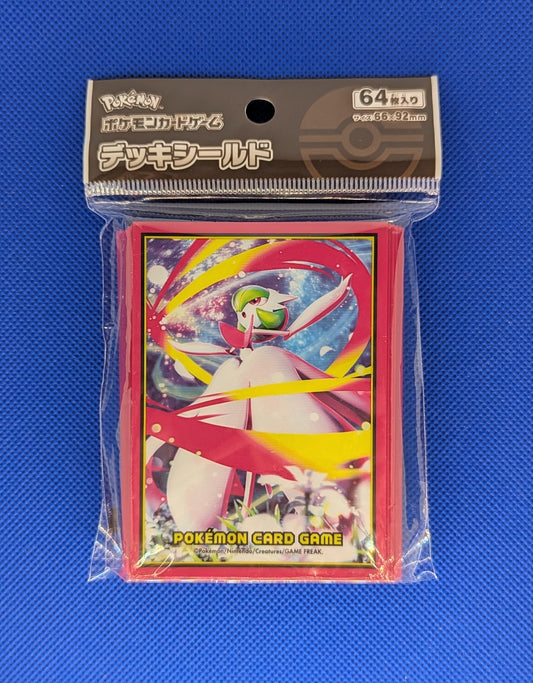 POKÉMON
ポケモンカードゲーム
デッキシールド
64枚入り
サイズ:66×92mm
POKÉMON CARD GAME
©Pokémon/Nintendo/Creatures/GAME FREAK.